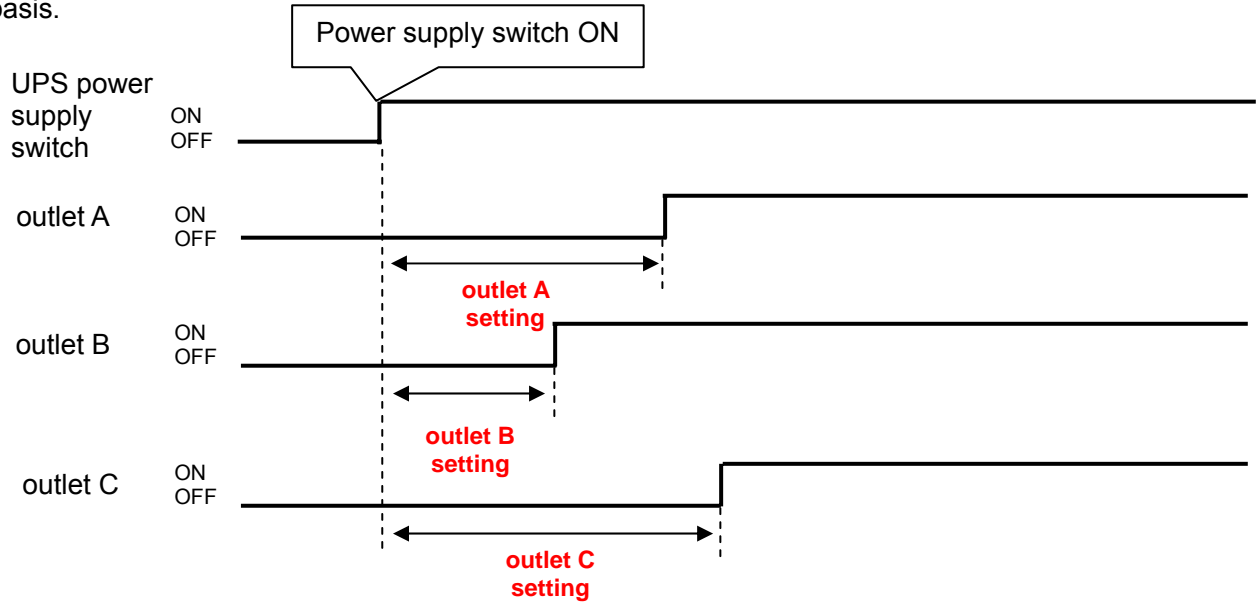 basis.
Power supply switch ON
UPS power
supply
switch
ON
OFF
outlet A
ON
OFF
outlet A
setting
outlet B
ON
OFF
outlet B
setting
outlet C
ON
OFF
outlet C
setting